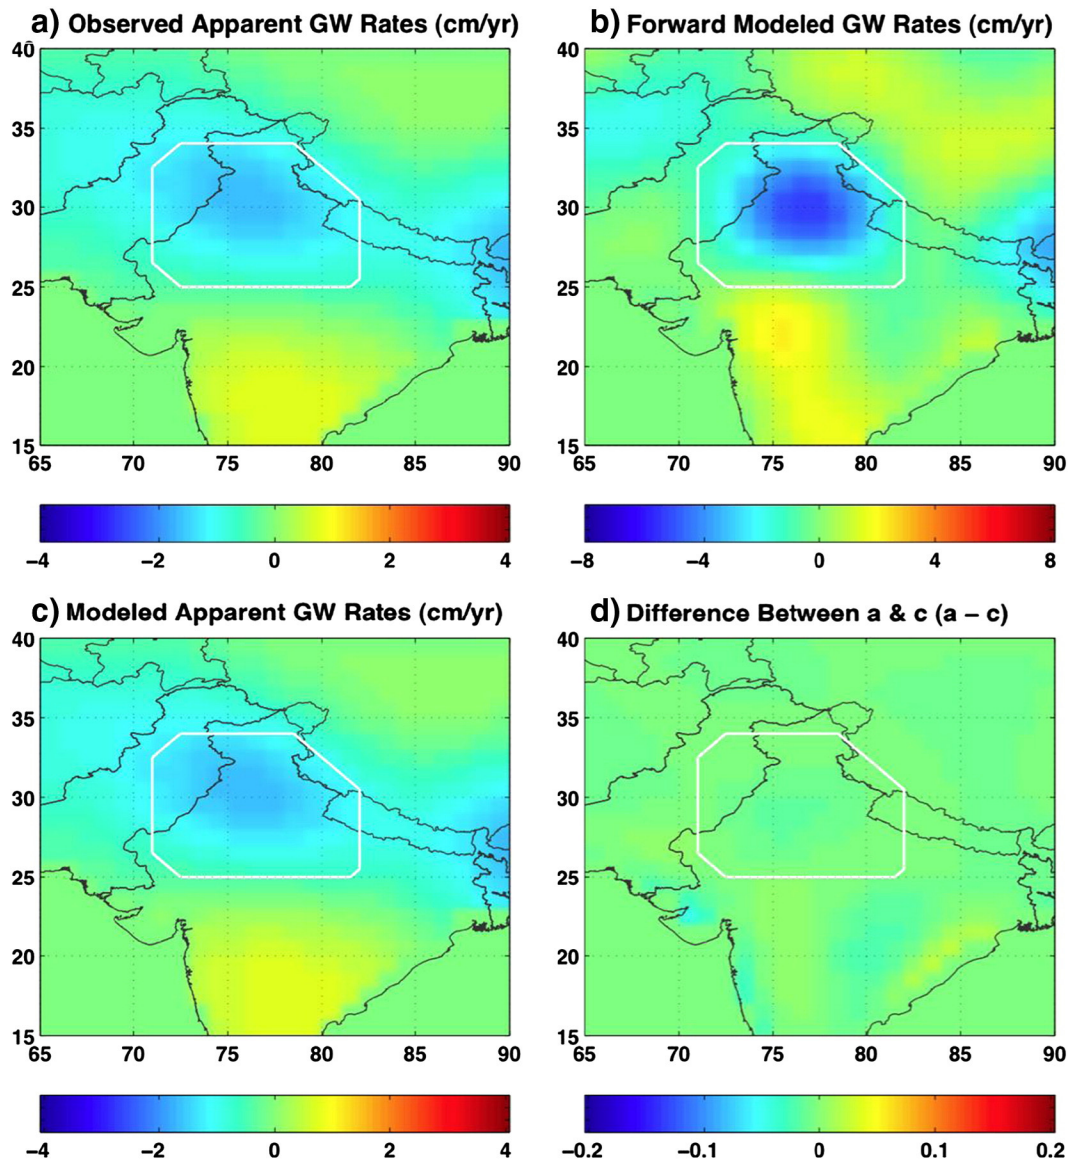 a) Observed Apparent GW Rates (cm/yr)
b) Forward Modeled GW Rates (cm/yr)
40
35
30
25
20
15
65 70 75 80 85 90
40
35
30
25
20
15
65 70 75 80 85 90
−4 −2 0 2 4
−8 −4 0 4 8
c) Modeled Apparent GW Rates (cm/yr)
d) Difference Between a & c (a − c)
40
35
30
25
20
15
65 70 75 80 85 90
40
35
30
25
20
15
65 70 75 80 85 90
−4 −2 0 2 4
−0.2 −0.1 0 0.1 0.2